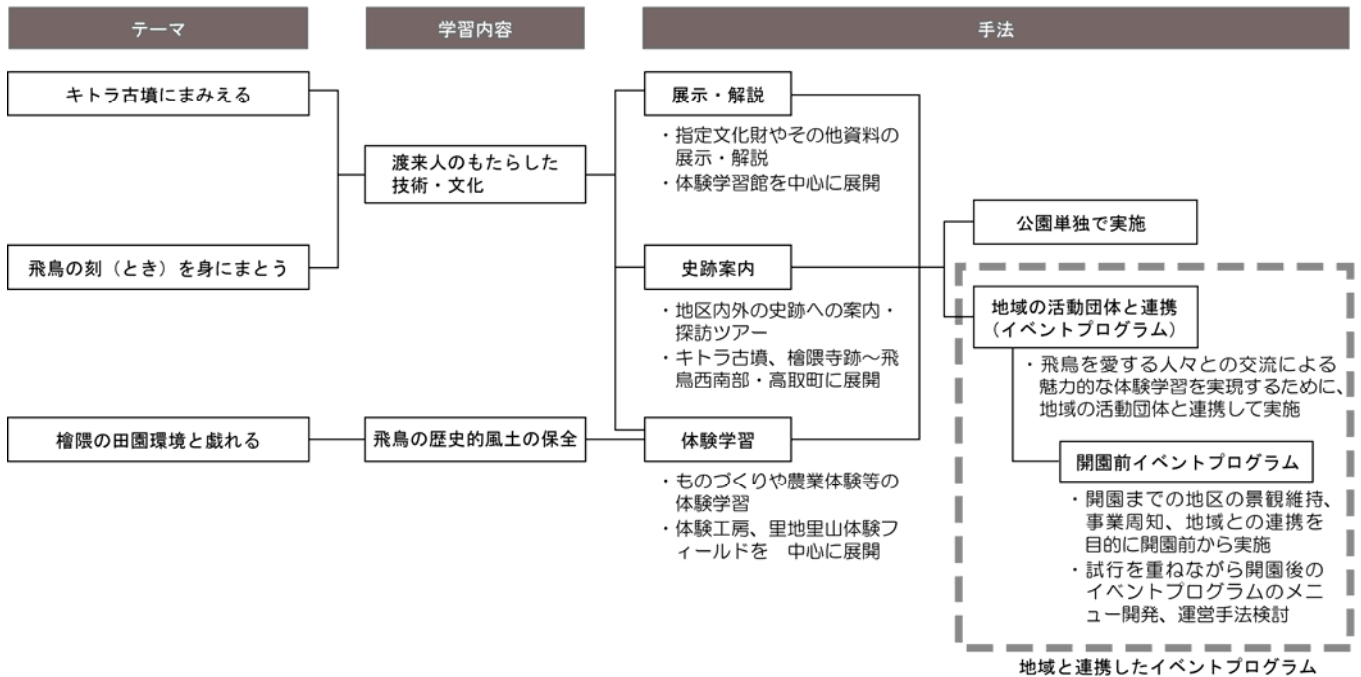 テーマ
学習内容
手法
キトラ古墳にまみえる
飛鳥の刻（とき）を身にまとう
檜隈の田園環境と戯れる
渡来人のもたらした
技術・文化
飛鳥の歴史的風土の保全
展示・解説
・指定文化財やその他資料の
展示・解説
・体験学習館を中心に展開
史跡案内
・地区内外の史跡への案内・
探訪ツアー
・キトラ古墳、檜隈寺跡～飛
鳥西南部・高取町に展開
体験学習
・ものづくりや農業体験等の
体験学習
・体験工房、里地里山体験フ
ィールドを　中心に展開
公園単独で実施
地域の活動団体と連携
（イベントプログラム）
・飛鳥を愛する人々との交流による
魅力的な体験学習を実現するために、
地域の活動団体と連携して実施
開園前イベントプログラム
・開園までの地区の景観維持、
事業周知、地域との連携を
目的に開園前から実施
・試行を重ねながら開園後の
イベントプログラムのメニ
ュー開発、運営手法検討
地域と連携したイベントプログラム